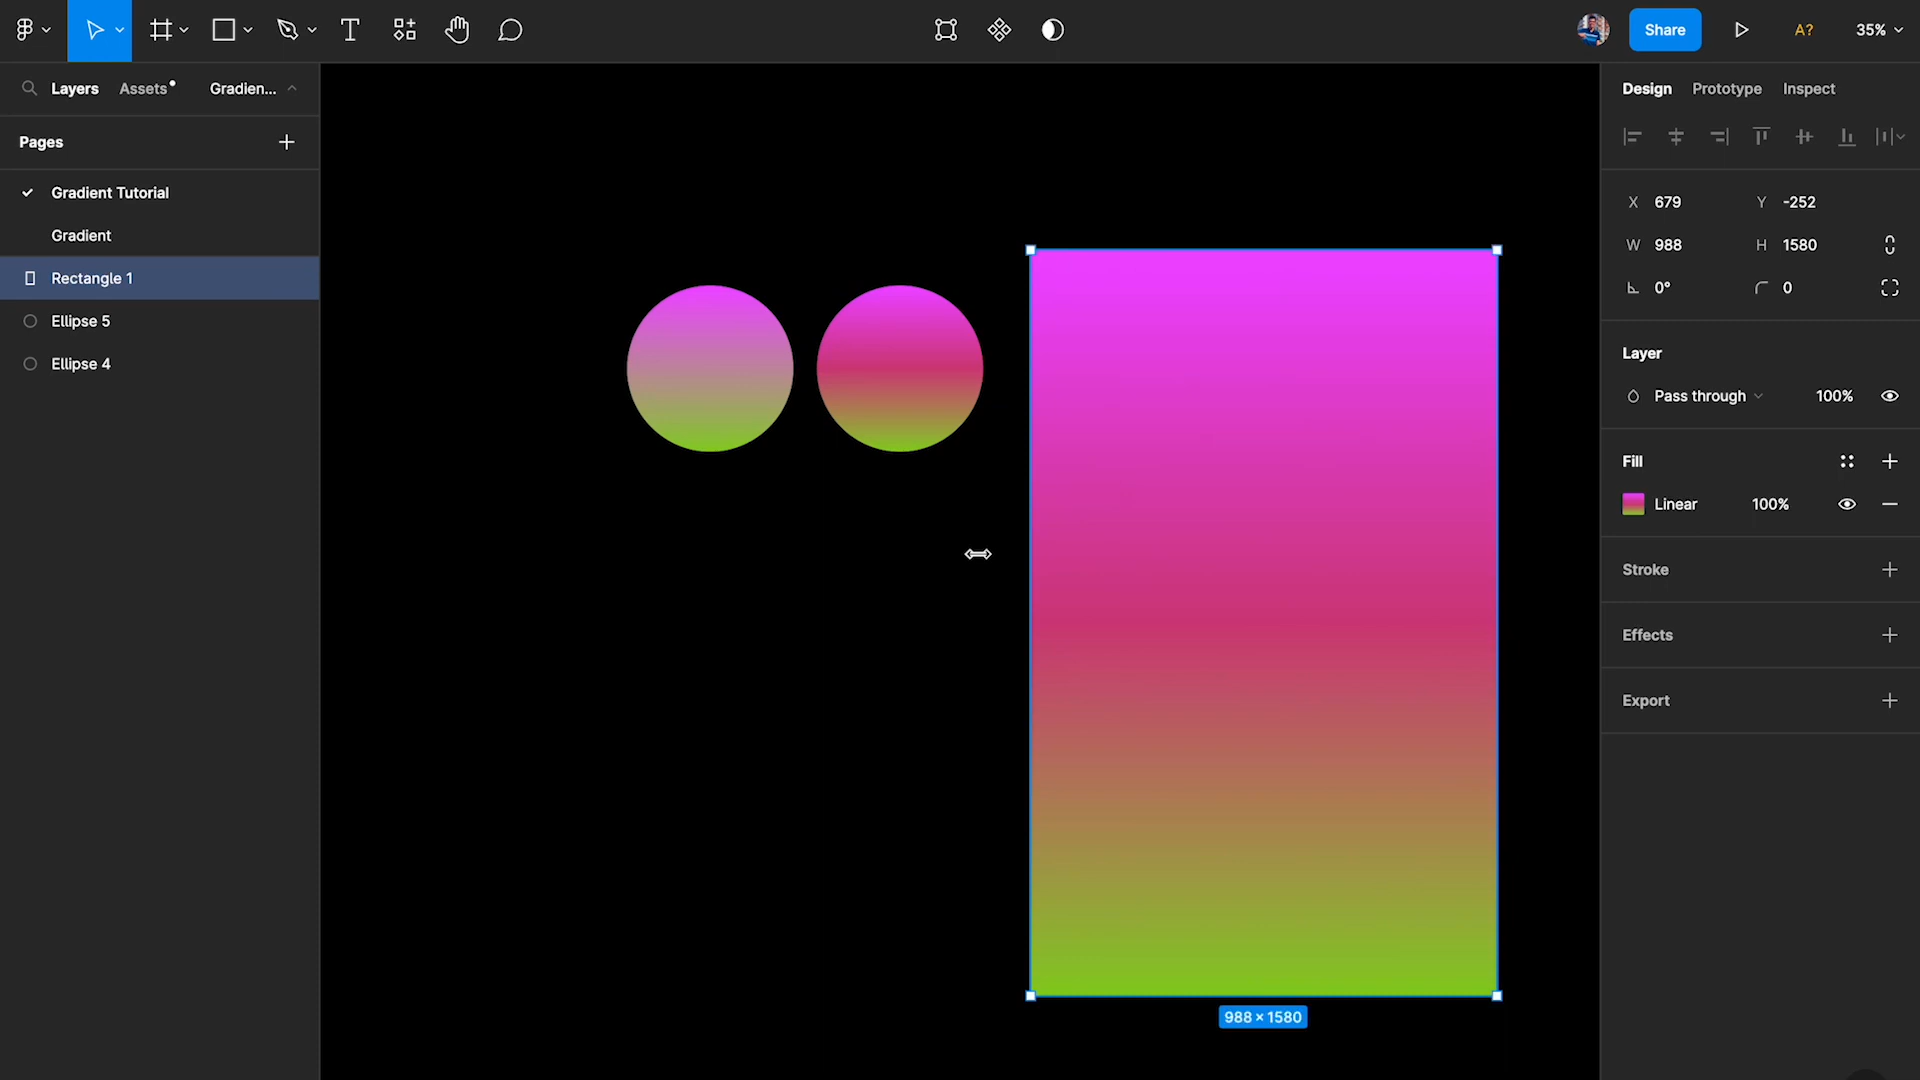 Share
A?
35%
Layers
Assets
Gradien...
Pages
Gradient Tutorial
Gradient
Rectangle 1
Ellipse 5
Ellipse 4
988 × 1580
Design
Prototype
Inspect
X 679
Y -252
W 988
H 1580
0°
0
Layer
Pass through
100%
Fill
Linear
100%
Stroke
Effects
Export